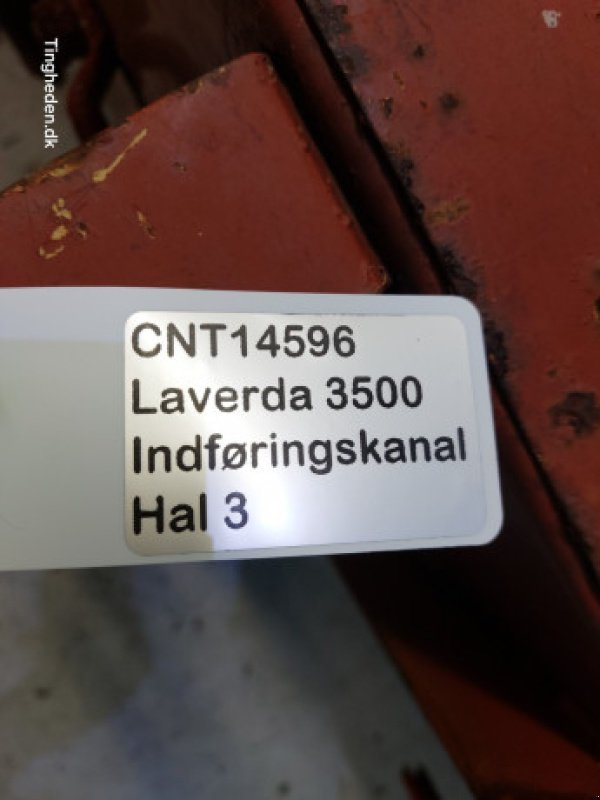 Tingheden.dk
CNT14596
Laverda 3500
Indføringskanal
Hal 3